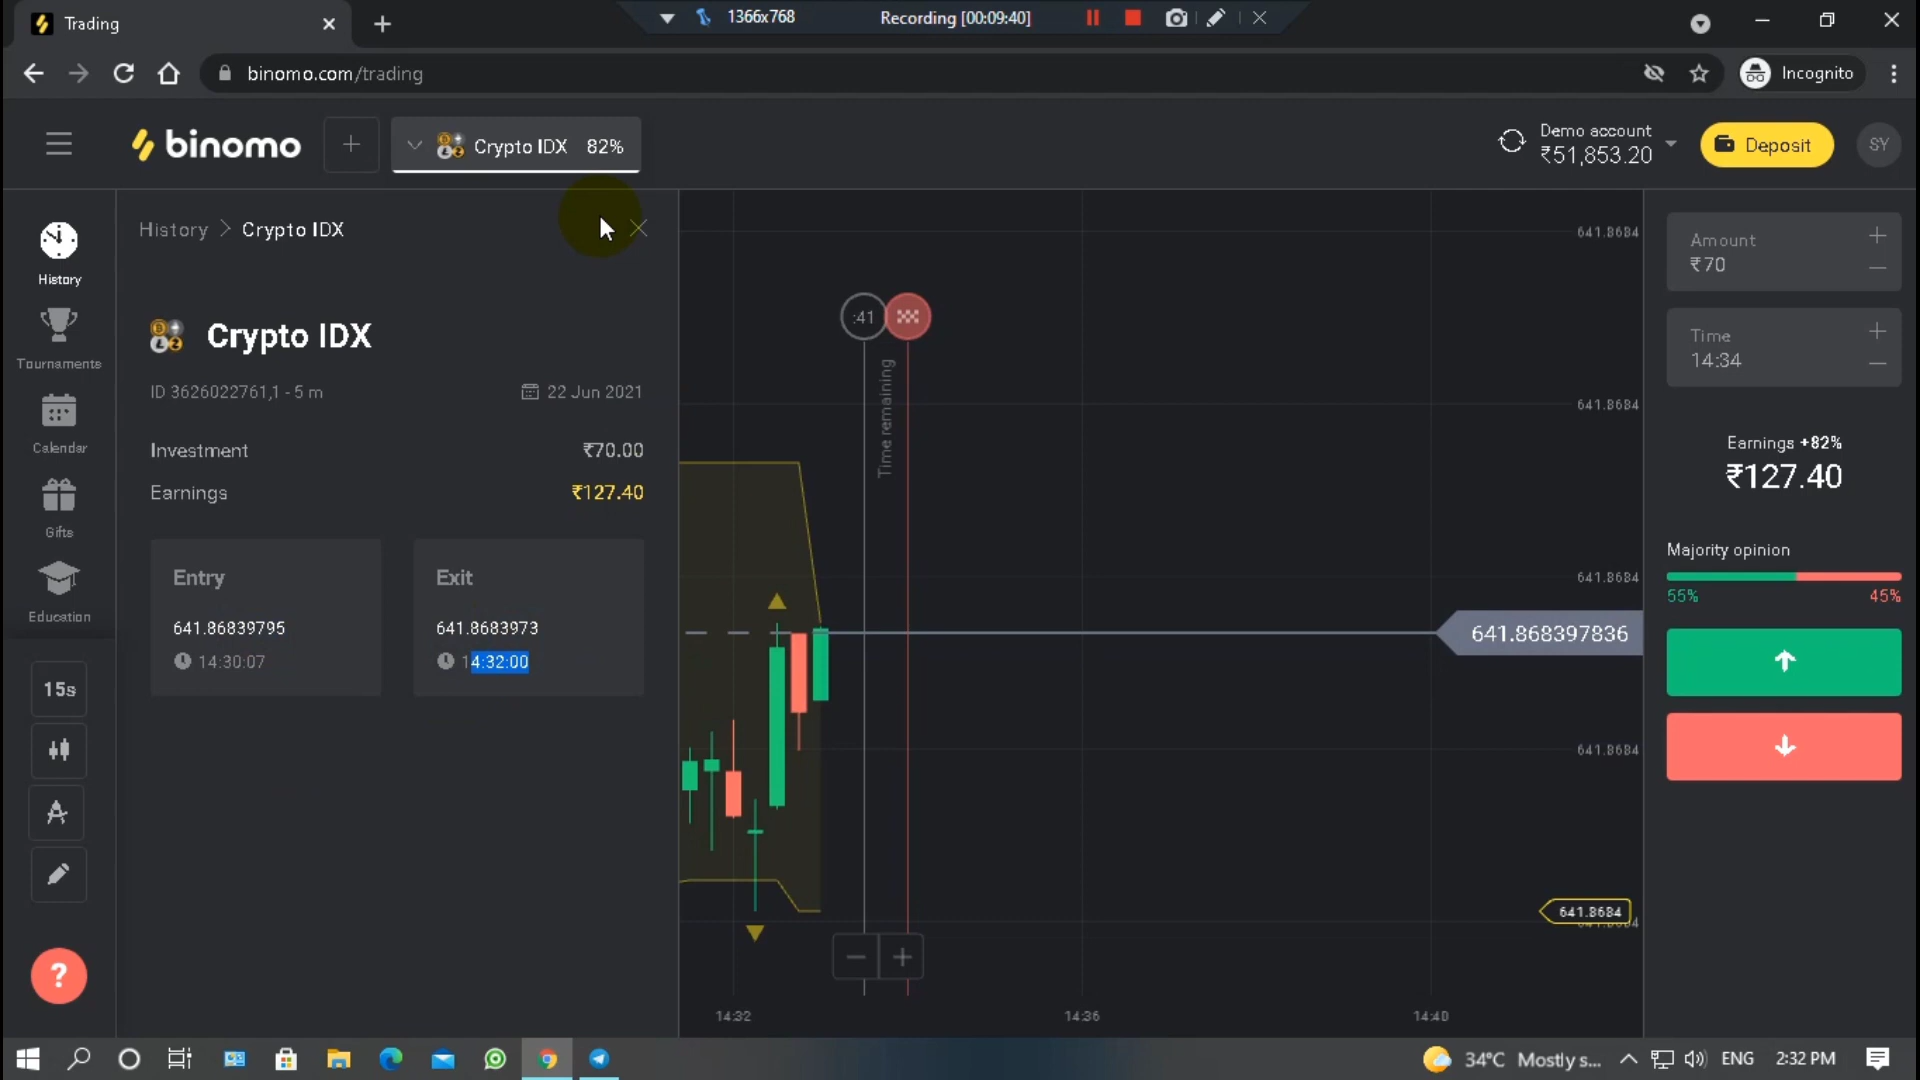 Trading
1366x768
Recording [00:09:40]
binomo.com/trading
Incognito
binomo
Crypto IDX 82%
Demo account
₹51,853.20
Deposit
SY
History
Tournaments
Calendar
Gifts
Education
15s
?
History > Crypto IDX
Crypto IDX
ID 3626022761,1 - 5 m
22 Jun 2021
Investment ₹70.00
Earnings ₹127.40
Entry
641.86839795
14:30:07
Exit
641.8683973
14:32:00
:41
Time remaining
641.8684
641.8684
641.8684
641.868397836
641.8684
641.8684
14:32
14:36
14:40
Amount
₹70
Time
14:34
Earnings +82%
₹127.40
Majority opinion
55% 45%
34°C Mostly s...
ENG
2:32 PM